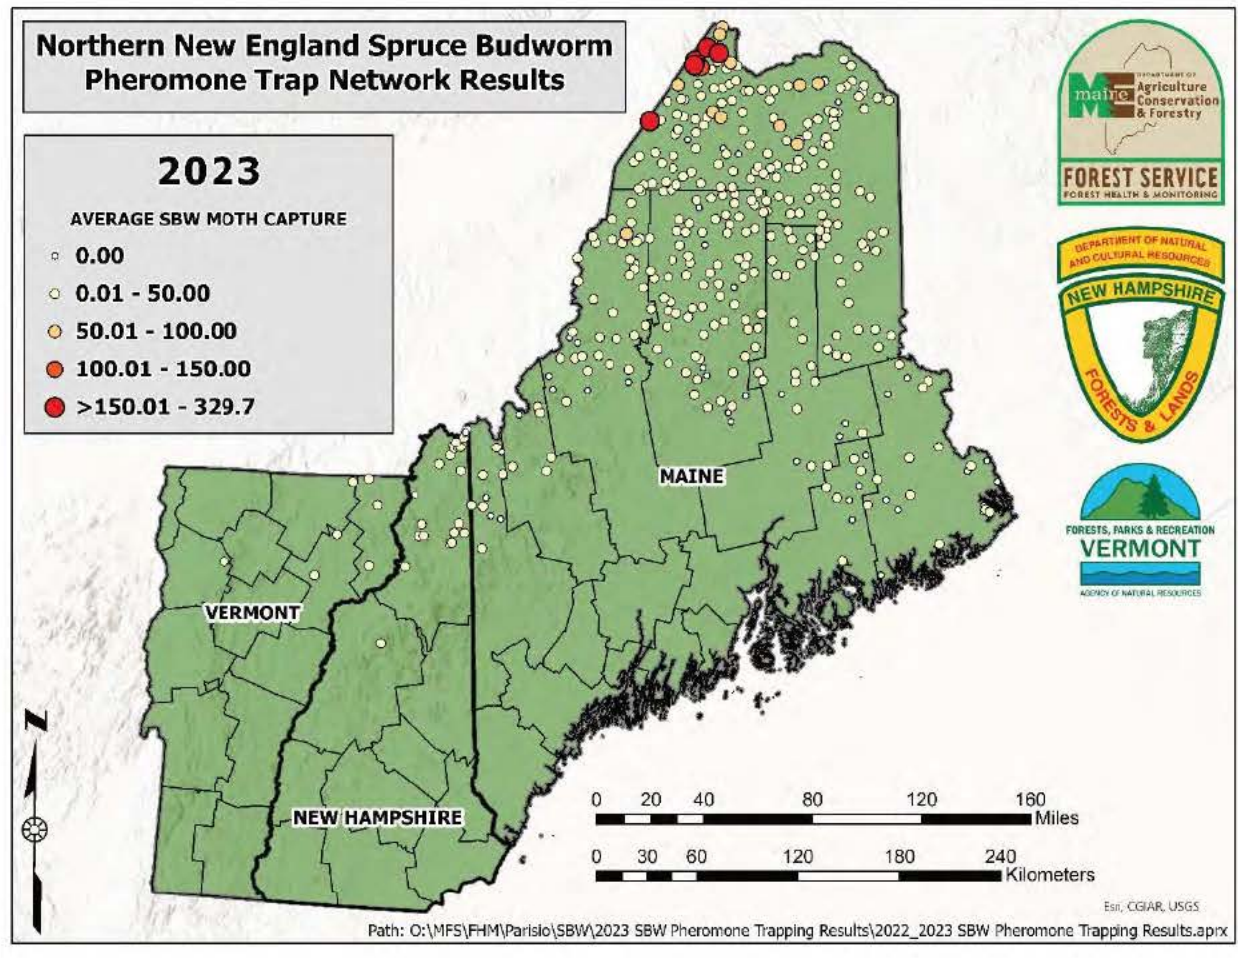 Northern New England Spruce Budworm
Pheromone Trap Network Results
2023
AVERAGE SBW MOTH CAPTURE
0.00
0.01 - 50.00
50.01 - 100.00
100.01 - 150.00
>150.01 - 329.7
MAINE
VERMONT
NEW HAMPSHIRE
DEPARTMENT OF
maine
Agriculture
Conservation
& Forestry
FOREST SERVICE
FOREST HEALTH & MONITORING
DEPARTMENT OF NATURAL
AND CULTURAL RESOURCES
NEW HAMPSHIRE
FORESTS & LANDS
FORESTS, PARKS & RECREATION
VERMONT
AGENCY OF NATURAL RESOURCES
N
0 20 40 80 120 160
Miles
0 30 60 120 180 240
Kilometers
Esri, CGIAR, USGS
Path: O:\MFS\FHM\Parisio\SBW\2023 SBW Pheromone Trapping Results\2022_2023 SBW Pheromone Trapping Results.aprx